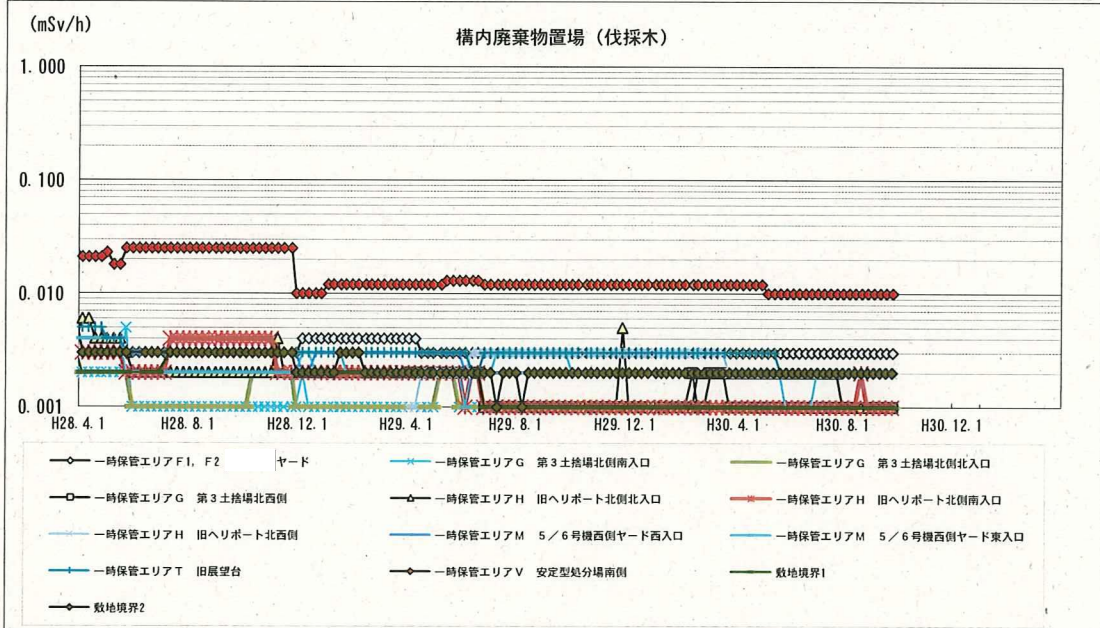 (mSv/h)
構内廃棄物置場（伐採木）
1.000
0.100
0.010
0.001
H28.4.1 H28.8.1 H28.12.1 H29.4.1 H29.8.1 H29.12.1 H30.4.1 H30.8.1 H30.12.1
一時保管エリアF1，F2 ヤード 一時保管エリアG 第3土捨場北側南入口 一時保管エリアG 第3土捨場北側北入口
一時保管エリアG 第3土捨場北西側 一時保管エリアH 旧ヘリポート北側北入口 一時保管エリアH 旧ヘリポート北側南入口
一時保管エリアH 旧ヘリポート北西側 一時保管エリアM 5／6号機西側ヤード西入口 一時保管エリアM 5／6号機西側ヤード東入口
一時保管エリアT 旧展望台 一時保管エリアV 安定型処分場南側 敷地境界1
敷地境界2